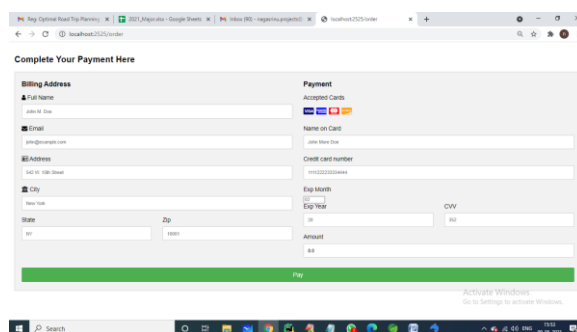 Reg- Optimal Road Trip Planning
2021_Major.xlsx - Google Sheets
localhost:2525/order
localhost:2525/order
Complete Your Payment Here
Billing Address
Full Name
John M. Doe
Email
john@example.com
Address
542 W. 15th Street
City
New York
State
Zip
NY
10001
Payment
Accepted Cards
Name on Card
John More Doe
Credit card number
Exp Month
Exp Year
CVV
352
Amount
Pay
Activate Windows
Go to Settings to activate Windows.
Search
ENG
15:53